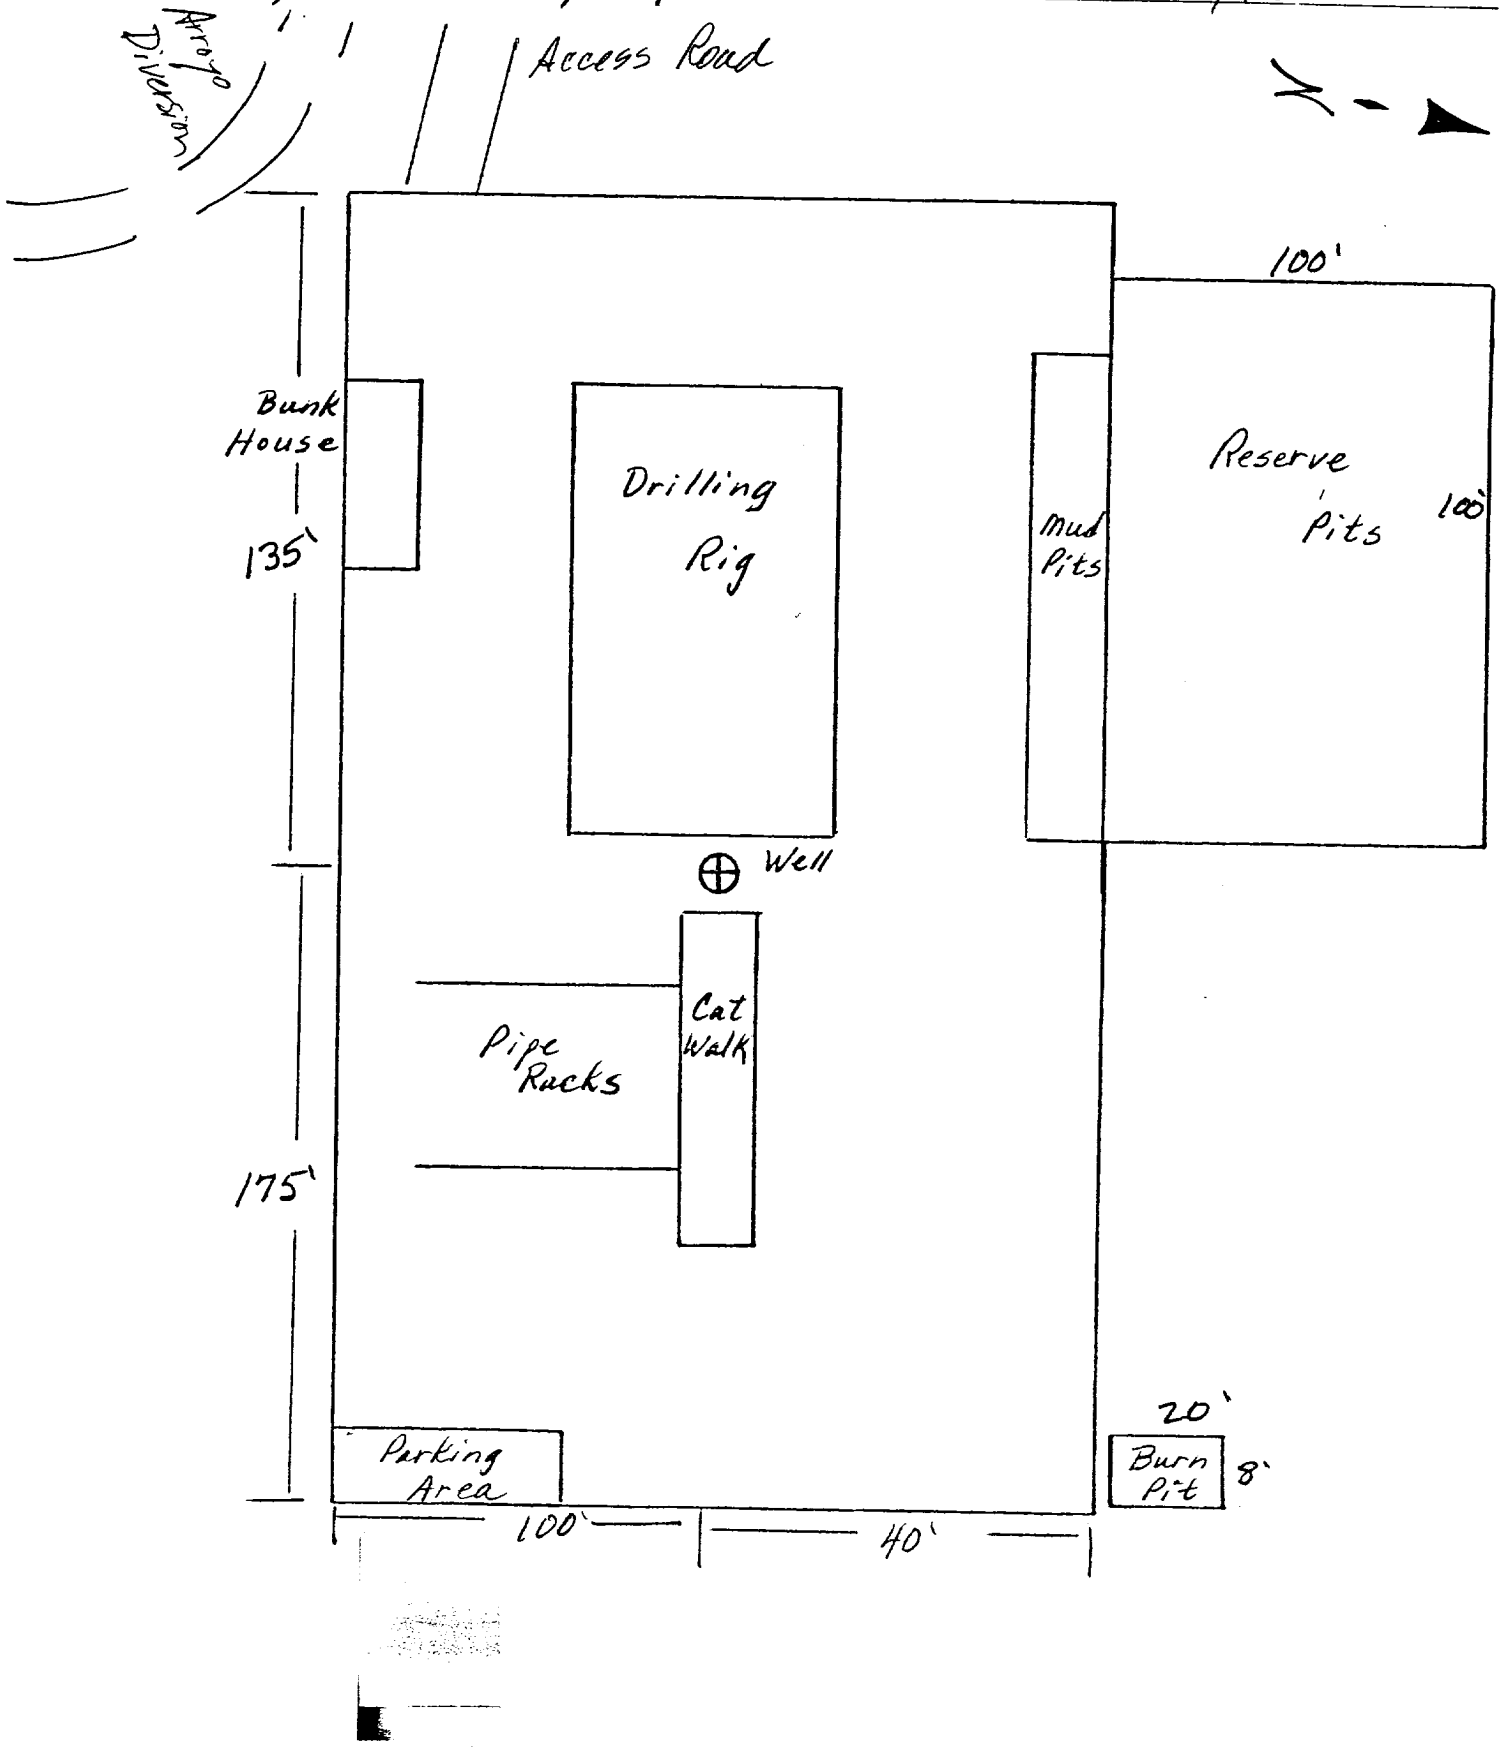 Arroyo
Diversion
Access Road
N
100'
Bunk
House
Drilling
Rig
Mud
Pits
Reserve
Pits
100'
135'
Well
Cat
Walk
Pipe
Racks
175'
20'
Parking
Area
Burn
Pit
8'
100'
40'